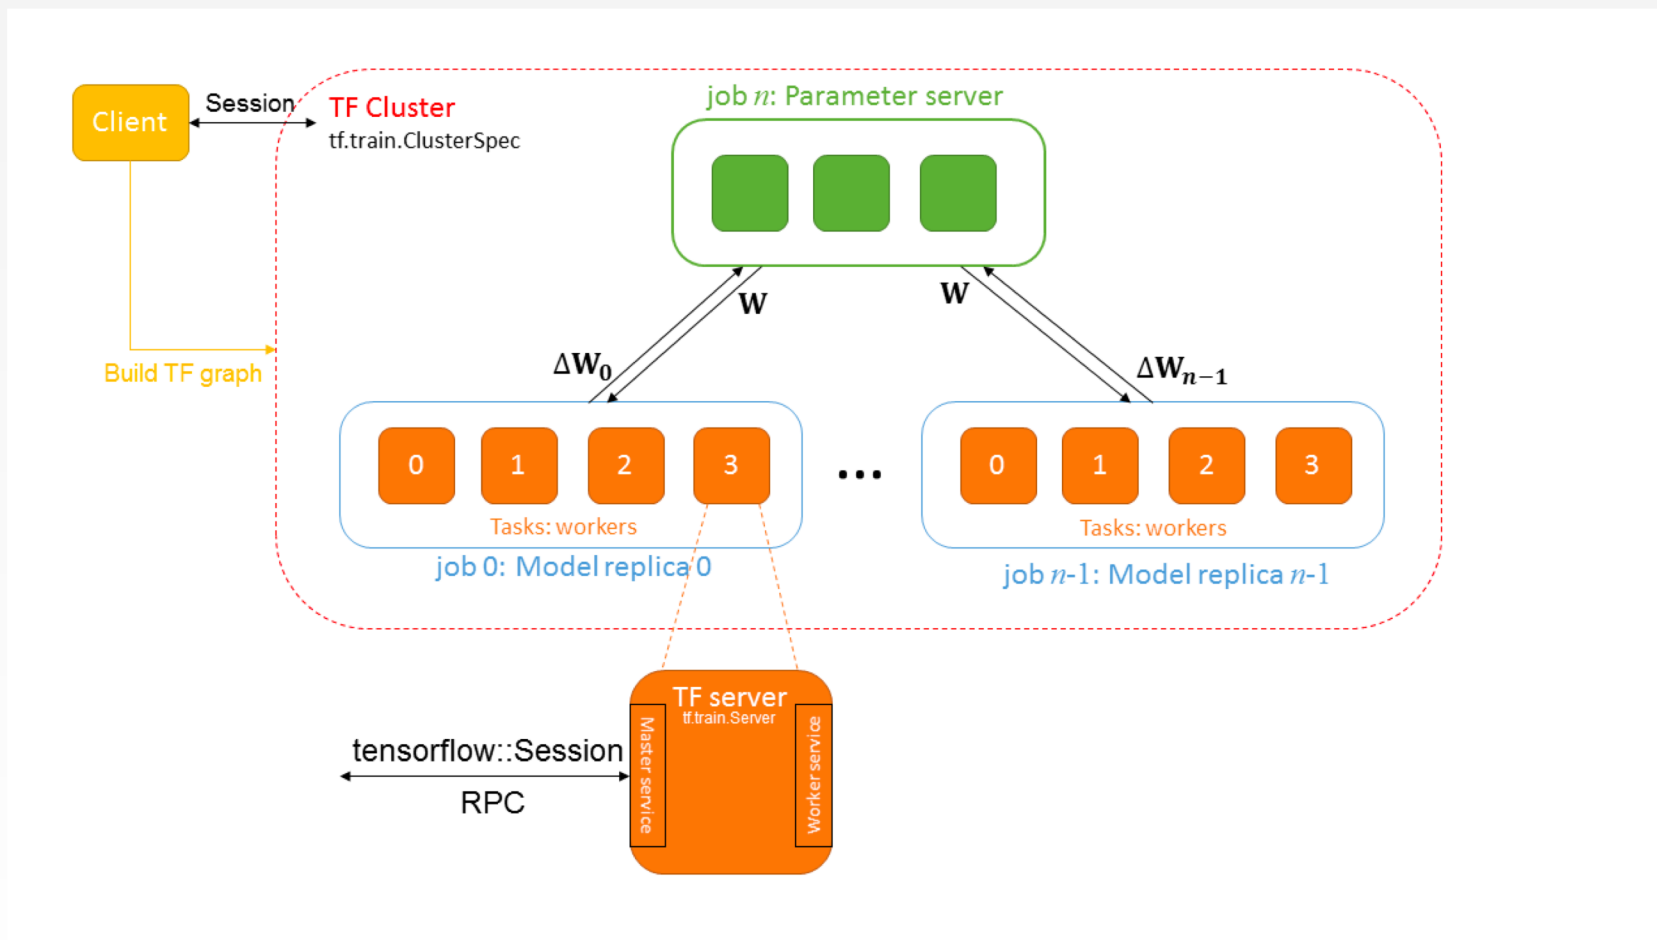 Client
Session
TF Cluster
tf.train.ClusterSpec
job n: Parameter server
Build TF graph
W
W
ΔW₀
ΔWₙ₋₁
0 1 2 3
Tasks: workers
job 0: Model replica 0
...
0 1 2 3
Tasks: workers
job n-1: Model replica n-1
TF server
tf.train.Server
Master service
Worker service
tensorflow::Session
RPC